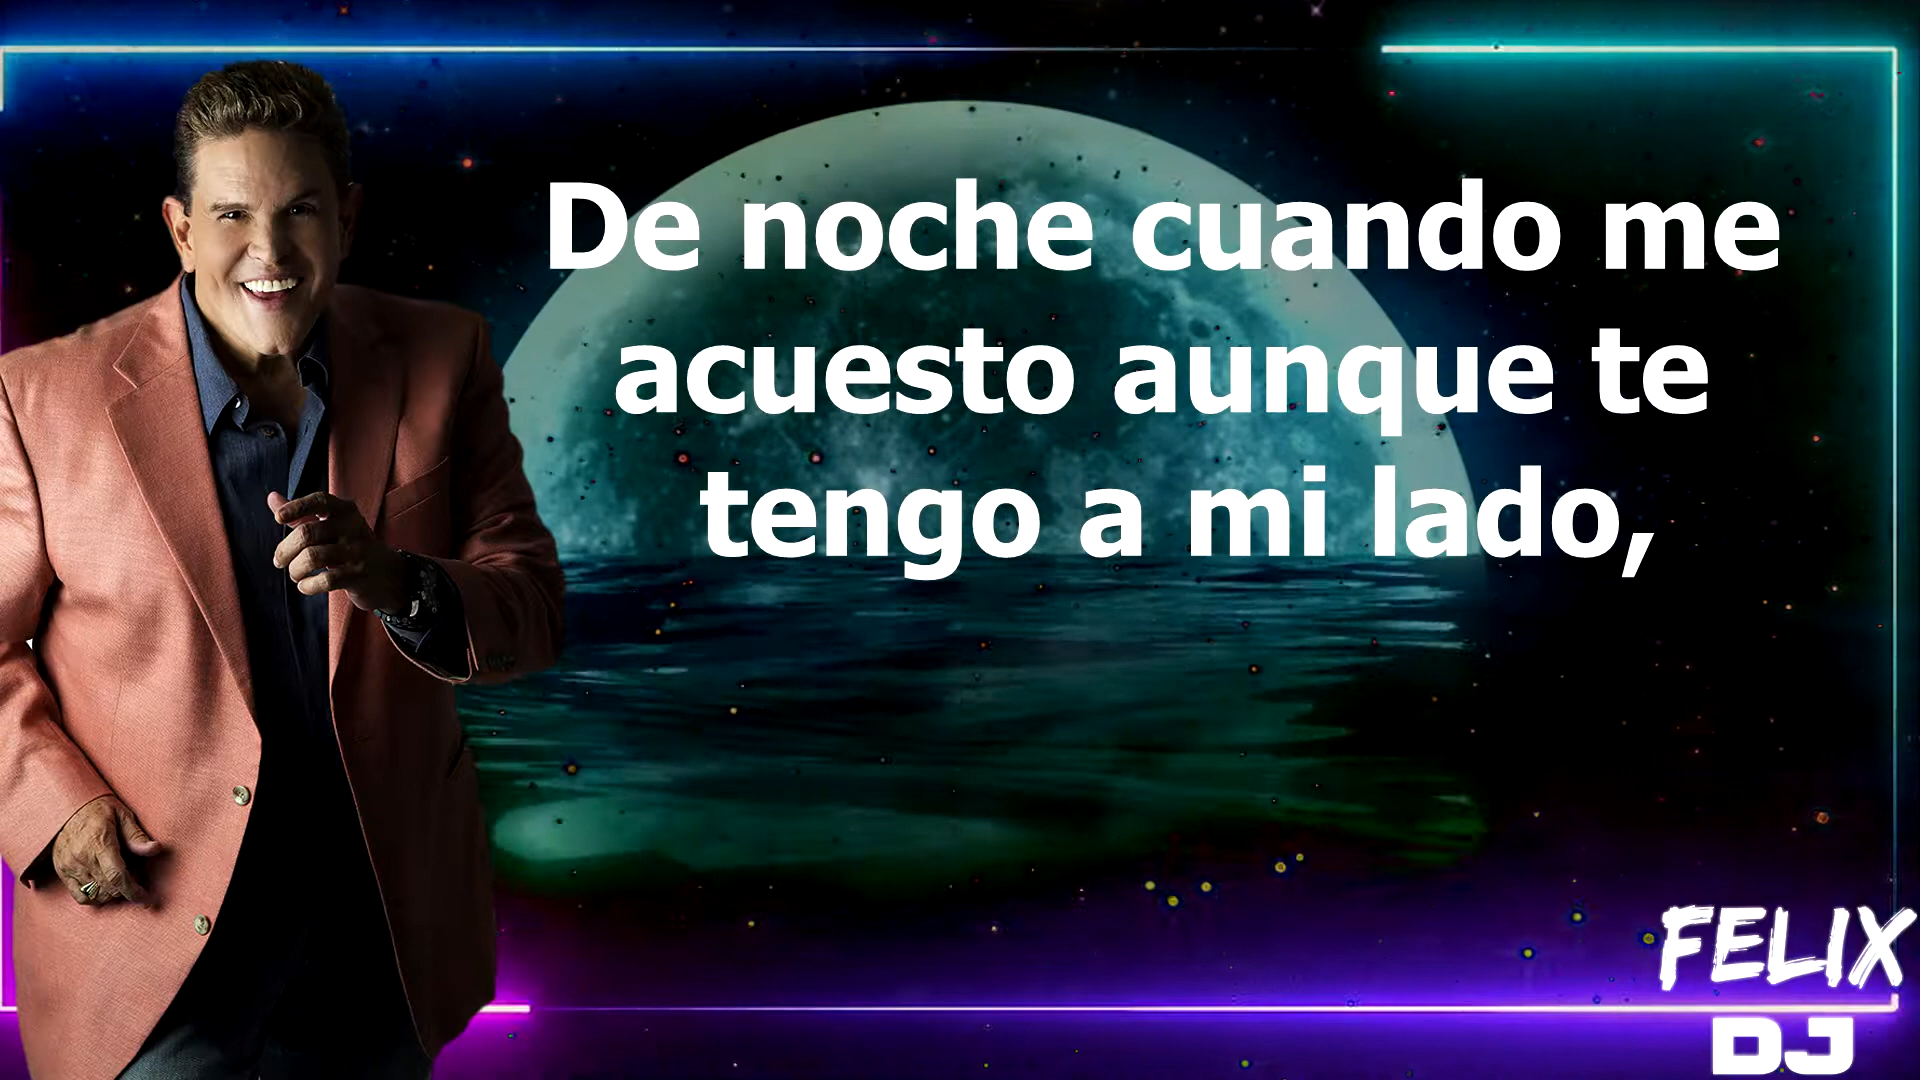 De noche cuando me
acuesto aunque te
tengo a mi lado,
FELIX
DJ